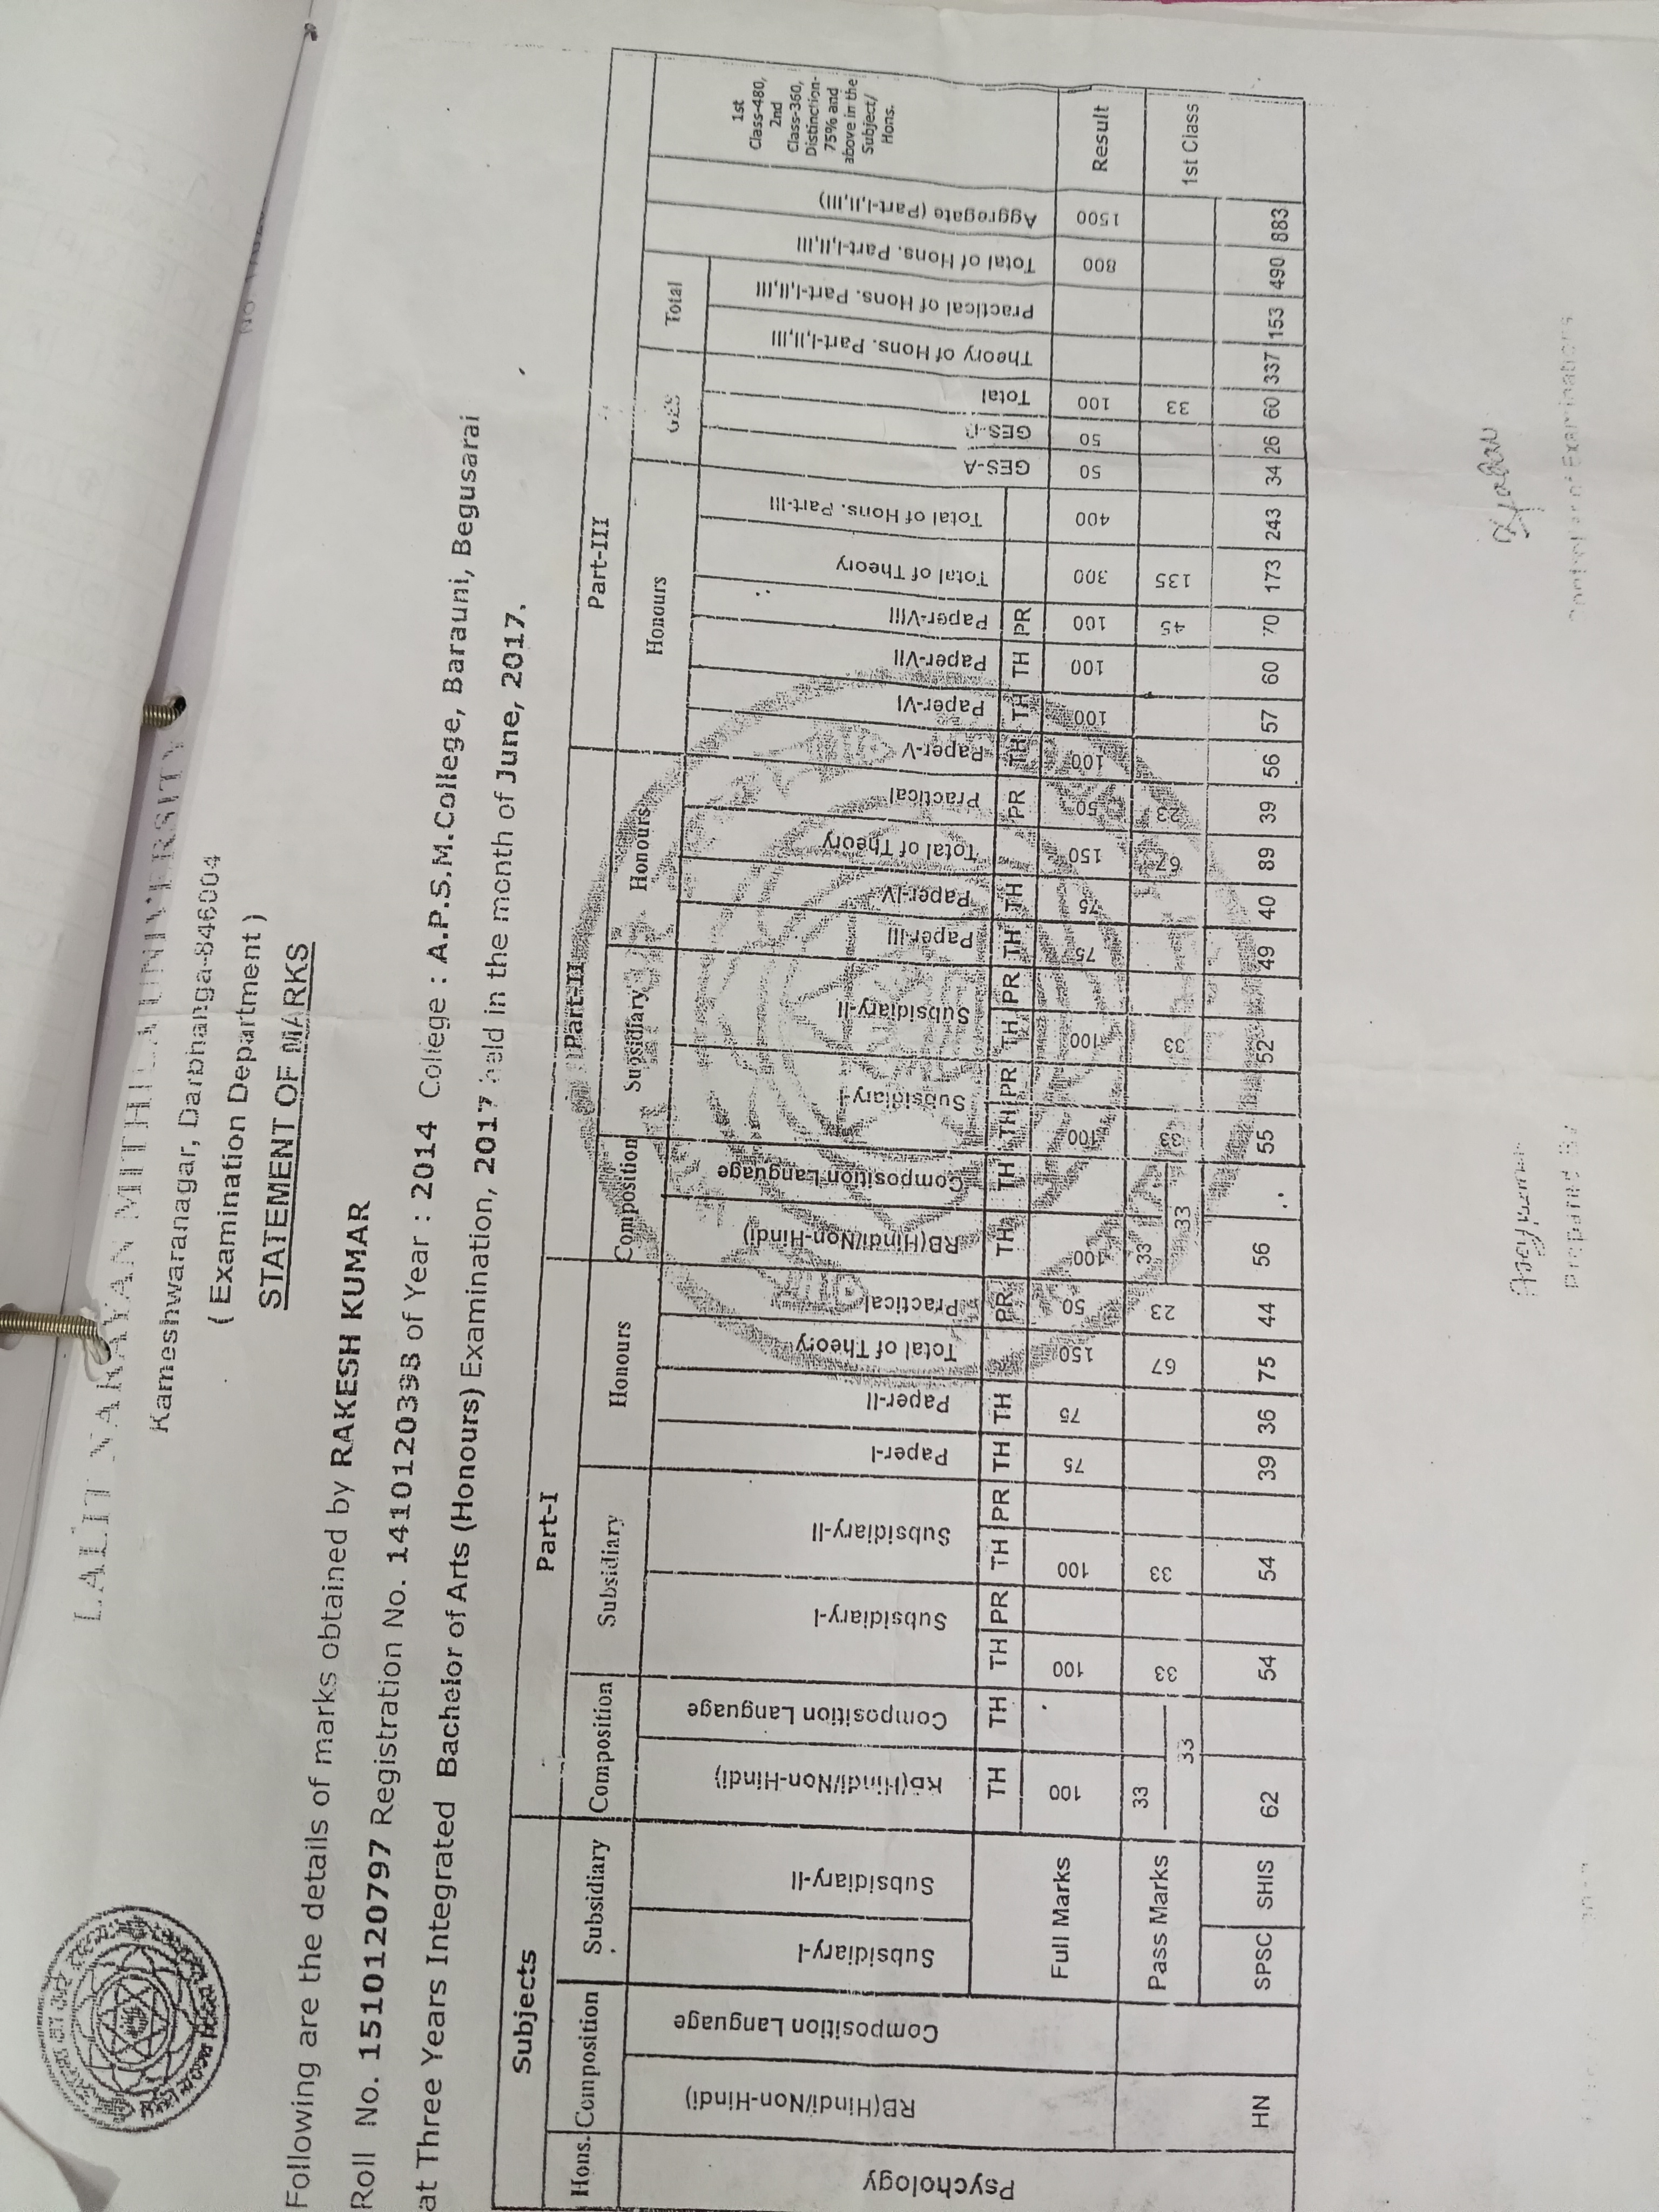 LALIT NARAYAN MITHILA UNIVERSITY
Kameshwaranagar, Darbhanga-846004
( Examination Department )
STATEMENT OF MARKS
Following are the details of marks obtained by RAKESH KUMAR
Roll No. 151012120797 Registration No. of Year : 2014 College : A.P.S.M.College, Barauni, Begusarai
at Three Years Integrated Bachelor of Arts (Honours) Examination, 2017 held in the month of June, 2017.
Subjects Part-I Part-II Part-III
Hons. Composition Subsidiary Composition Subsidiary Honours Composition Subsidiary Honours Honours GES Total
1st Class-480, 2nd Class-360, Distinction-75% and above in the Subject/ Hons.
Psychology RB(Hindi/Non-Hindi) Composition Language Subsidiary-I Subsidiary-II RB(Hindi/Non-Hindi) Composition Language Subsidiary-I Subsidiary-II Paper-I Paper-II Total of Theory Practical RB(Hindi/Non-Hindi) Composition Language Subsidiary-I Subsidiary-II Paper-III Paper-IV Total of Theory Practical Paper-V Paper-VI Paper-VII Paper-VIII Total of Theory Total of Hons. Part-III GES-A GES-B Total Theory of Hons. Part-I,II,III Practical of Hons. Part-I,II,III Total of Hons. Part-I,II,III Aggregate (Part-I,II,III)
TH TH TH PR TH PR TH TH PR TH TH TH PR TH PR TH TH PR TH TH TH PR
Full Marks 100 100 100 75 75 150 50 100 100 100 75 75 150 50 100 100 100 100 300 400 50 50 100 800 1500 Result
Pass Marks 33 33 33 33 67 23 33 33 33 33 67 23 45 135 33 1st Class
HN SPSC SHIS 62 54 54 39 36 75 44 56 55 52 49 40 89 39 56 57 60 70 173 243 34 26 60 337 153 490 883
Prepared By
Controller of Examinations